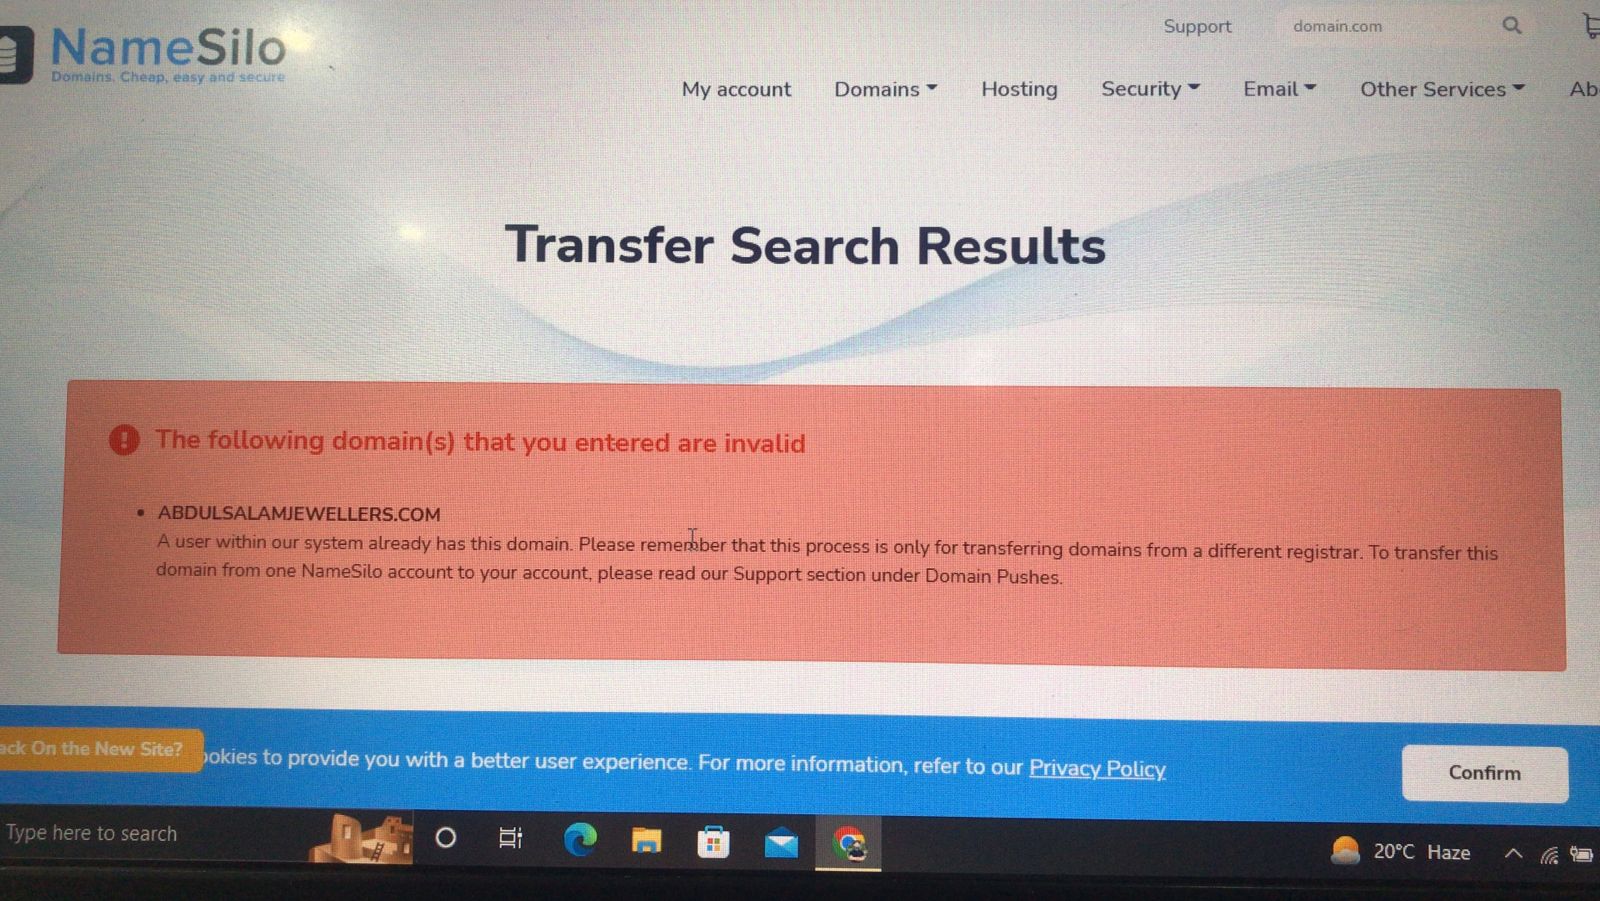 NameSilo
Domains. Cheap, easy and secure
Support
domain.com
My account
Domains
Hosting
Security
Email
Other Services
Transfer Search Results
The following domain(s) that you entered are invalid
ABDULSALAMJEWELLERS.COM
A user within our system already has this domain. Please remember that this process is only for transferring domains from a different registrar. To transfer this
domain from one NameSilo account to your account, please read our Support section under Domain Pushes.
On the New Site?
to provide you with a better user experience. For more information, refer to our Privacy Policy
Confirm
Type here to search
20°C Haze